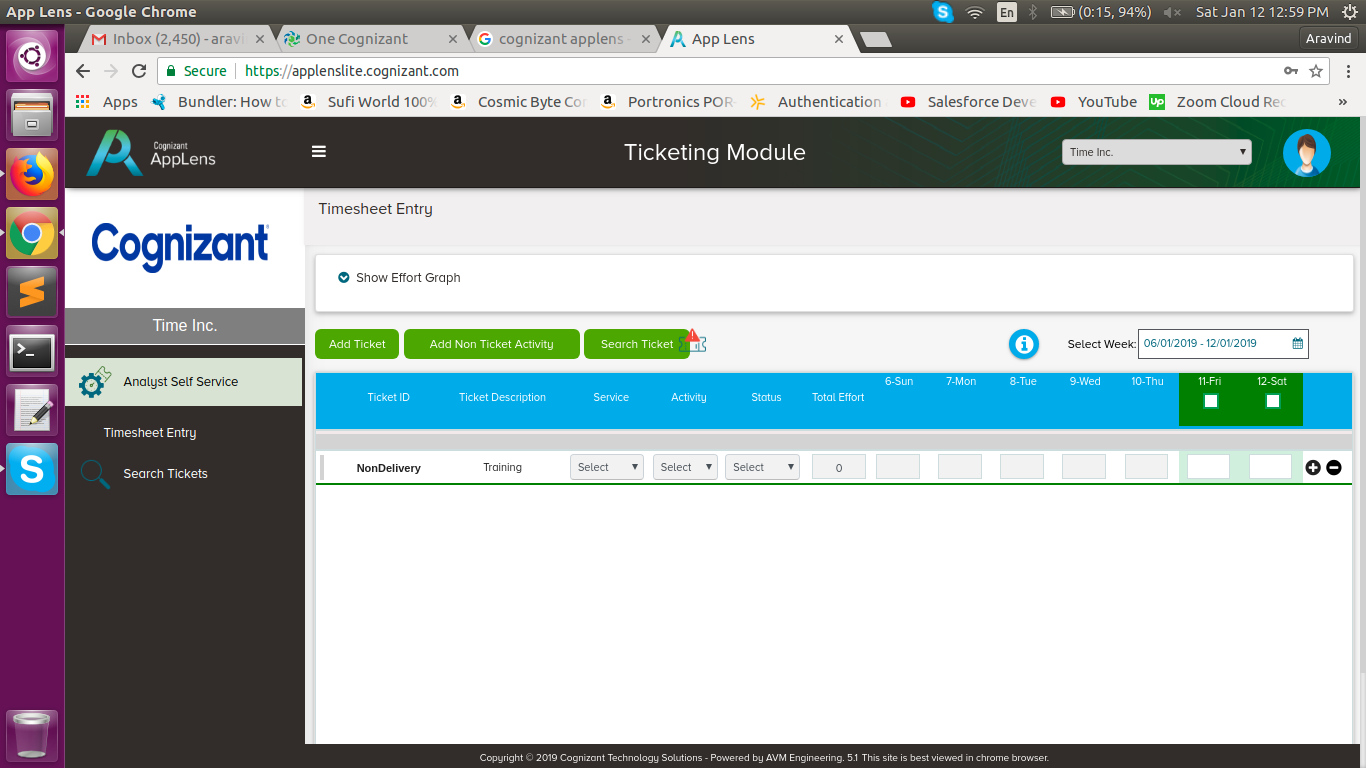 App Lens - Google Chrome
En
(0:15, 94%)
Sat Jan 12 12:59 PM
Inbox (2,450) - aravi
One Cognizant
cognizant applens -
App Lens
Aravind
Secure
https://applenslite.cognizant.com
Apps
Bundler: How to
Sufi World 100%
Cosmic Byte Cor
Portronics POR-
Authentication
Salesforce Deve
YouTube
Up
Zoom Cloud Rec
»
Cognizant
AppLens
Ticketing Module
Time Inc.
Cognizant
Timesheet Entry
Show Effort Graph
Time Inc.
Add Ticket
Add Non Ticket Activity
Search Ticket
Select Week:
06/01/2019 - 12/01/2019
Analyst Self Service
Timesheet Entry
Search Tickets
Ticket ID
Ticket Description
Service
Activity
Status
Total Effort
6-Sun
7-Mon
8-Tue
9-Wed
10-Thu
11-Fri
12-Sat
NonDelivery
Training
Select
Select
Select
0
Copyright © 2019 Cognizant Technology Solutions - Powered by AVM Engineering. 5.1 This site is best viewed in chrome browser.